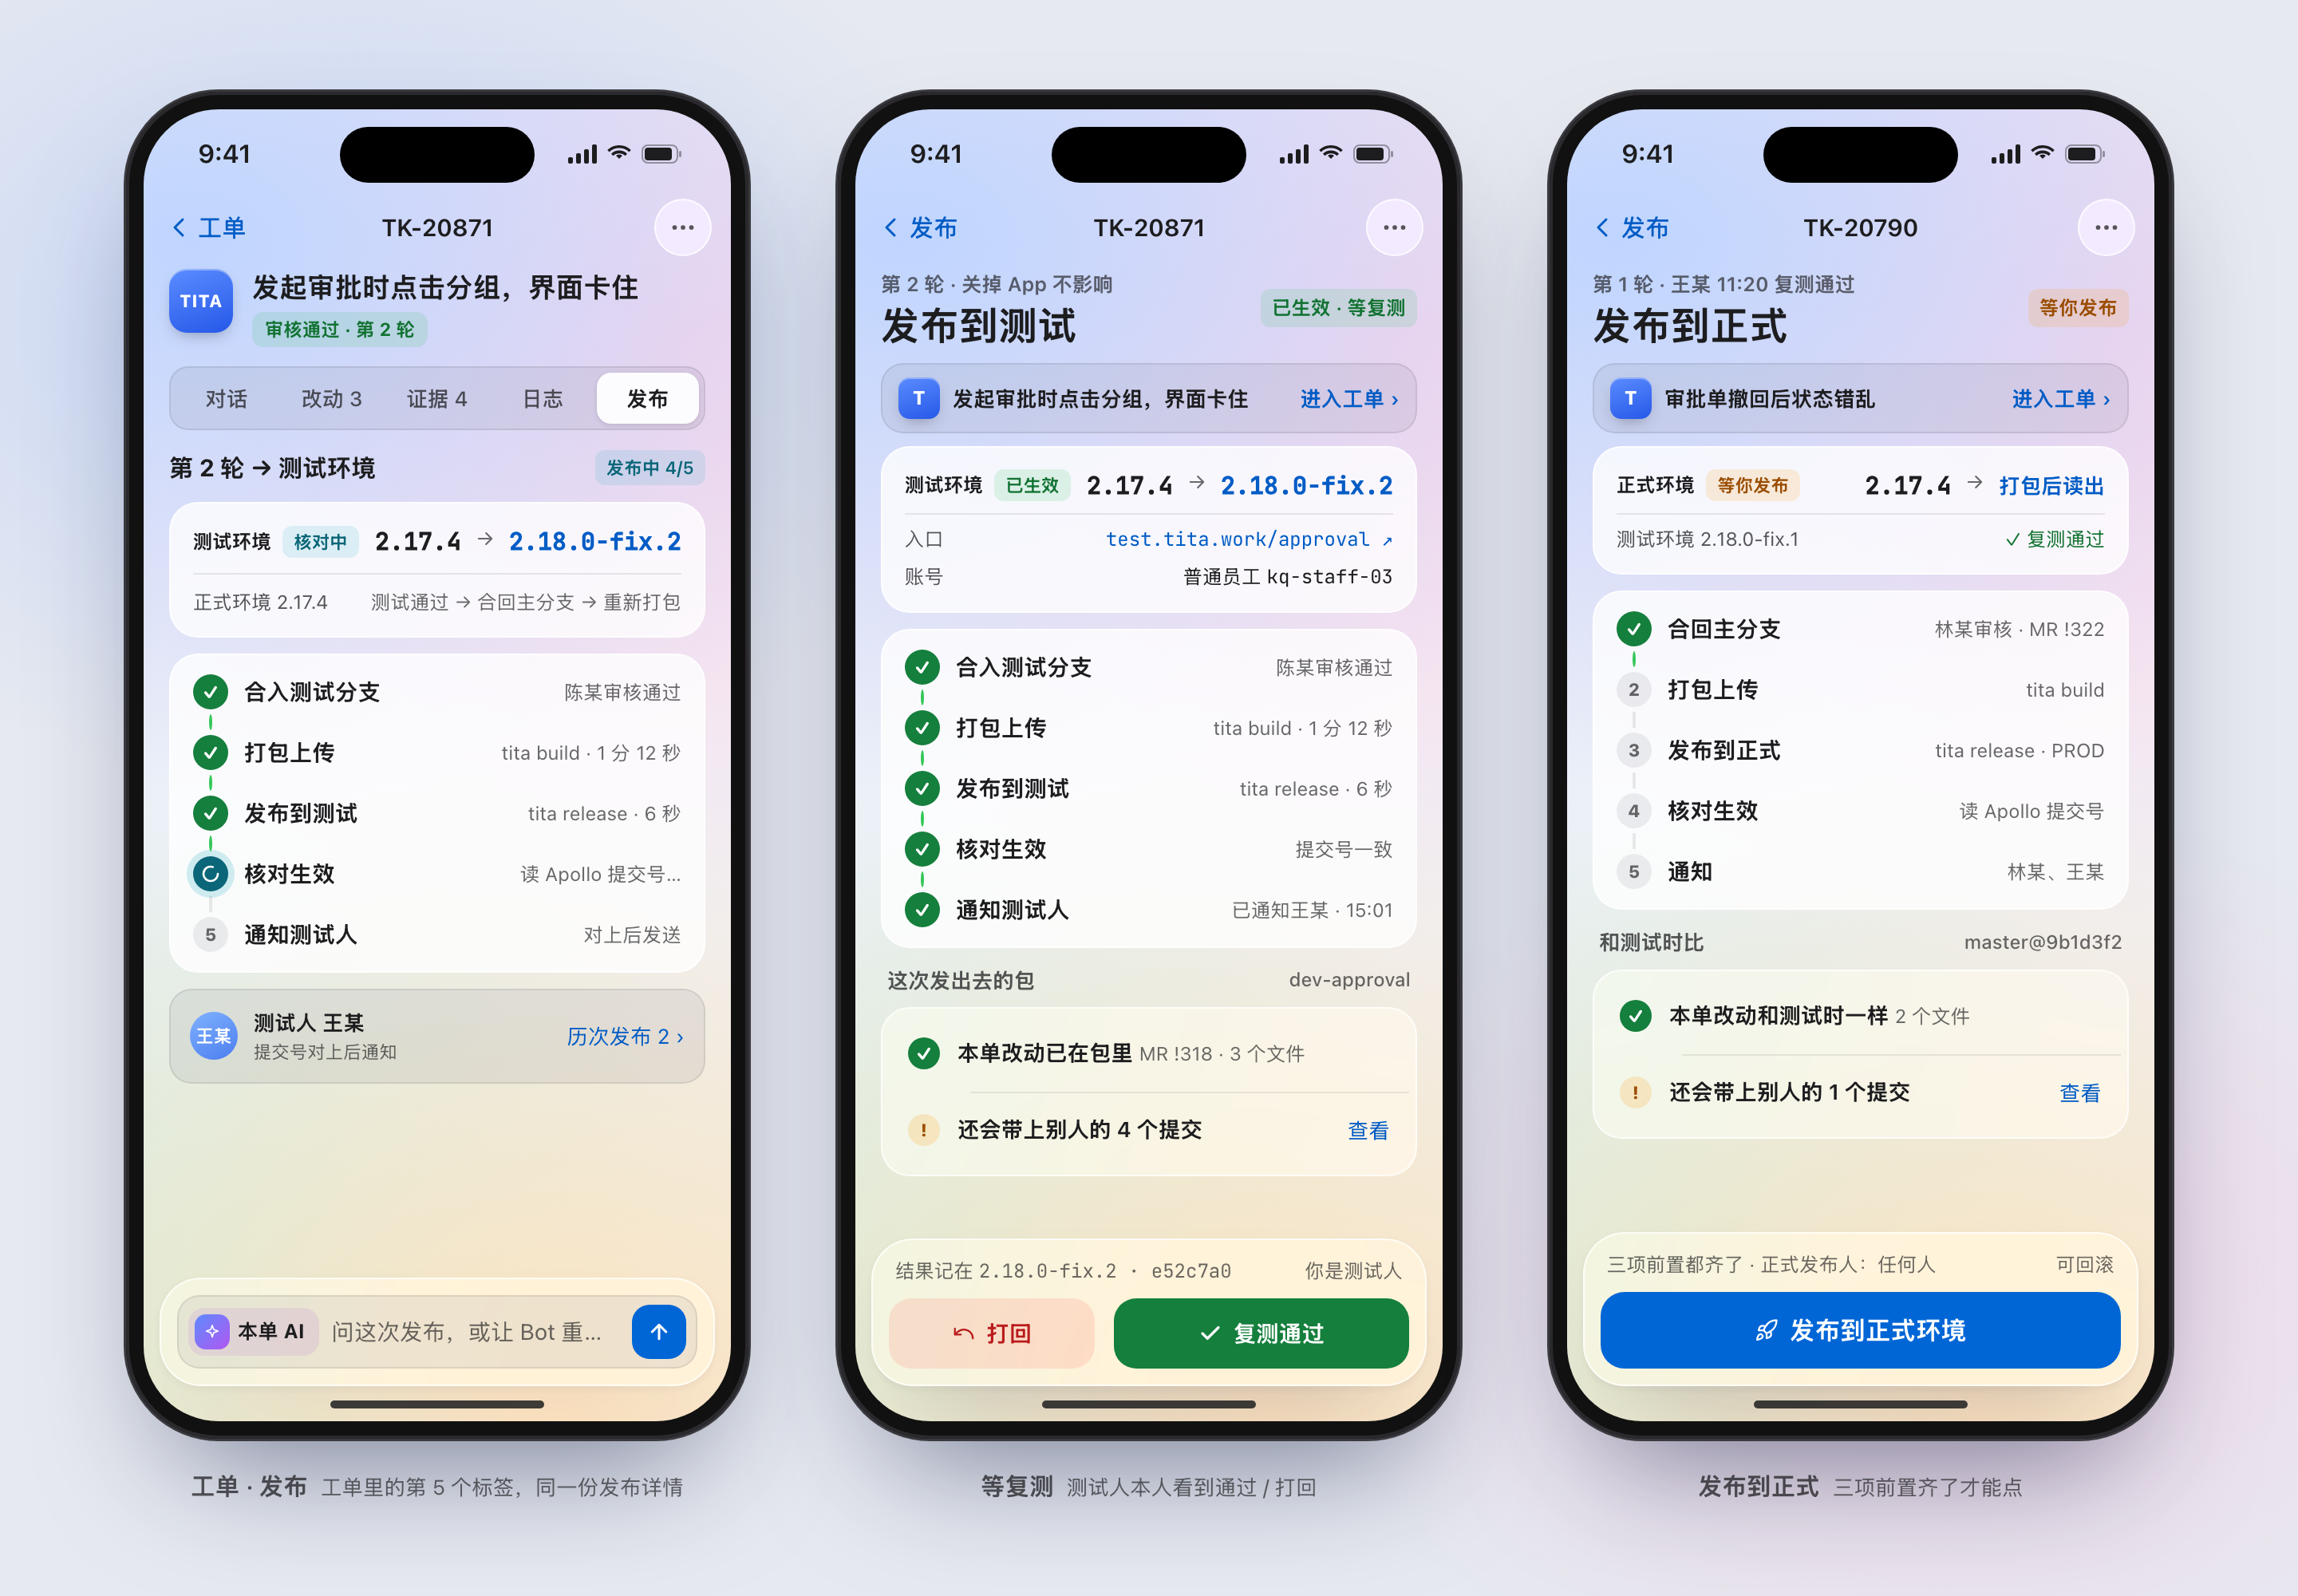 9:41
工单
TK-20871
TITA
发起审批时点击分组，界面卡住
审核通过 · 第 2 轮
对话 改动 3 证据 4 日志 发布
第 2 轮 → 测试环境 发布中 4/5
测试环境 核对中 2.17.4 → 2.18.0-fix.2
正式环境 2.17.4 测试通过 → 合回主分支 → 重新打包
合入测试分支 陈某审核通过
打包上传 tita build · 1 分 12 秒
发布到测试 tita release · 6 秒
核对生效 读 Apollo 提交号...
5 通知测试人 对上后发送
王某 测试人 王某
提交号对上后通知
历次发布 2 ›
本单 AI 问这次发布，或让 Bot 重...
工单 · 发布 工单里的第 5 个标签，同一份发布详情
9:41
发布
TK-20871
第 2 轮 · 关掉 App 不影响
发布到测试
已生效 · 等复测
T 发起审批时点击分组，界面卡住 进入工单 ›
测试环境 已生效 2.17.4 → 2.18.0-fix.2
入口 test.tita.work/approval ↗
账号 普通员工 kq-staff-03
合入测试分支 陈某审核通过
打包上传 tita build · 1 分 12 秒
发布到测试 tita release · 6 秒
核对生效 提交号一致
通知测试人 已通知王某 · 15:01
这次发出去的包 dev-approval
本单改动已在包里 MR !318 · 3 个文件
! 还会带上别人的 4 个提交 查看
结果记在 2.18.0-fix.2 · e52c7a0 你是测试人
打回 复测通过
等复测 测试人本人看到通过 / 打回
9:41
发布
TK-20790
第 1 轮 · 王某 11:20 复测通过
发布到正式
等你发布
T 审批单撤回后状态错乱 进入工单 ›
正式环境 等你发布 2.17.4 → 打包后读出
测试环境 2.18.0-fix.1 ✓ 复测通过
合回主分支 林某审核 · MR !322
2 打包上传 tita build
3 发布到正式 tita release · PROD
4 核对生效 读 Apollo 提交号
5 通知 林某、王某
和测试时比 master@9b1d3f2
本单改动和测试时一样 2 个文件
! 还会带上别人的 1 个提交 查看
三项前置都齐了 · 正式发布人：任何人 可回滚
发布到正式环境
发布到正式 三项前置齐了才能点